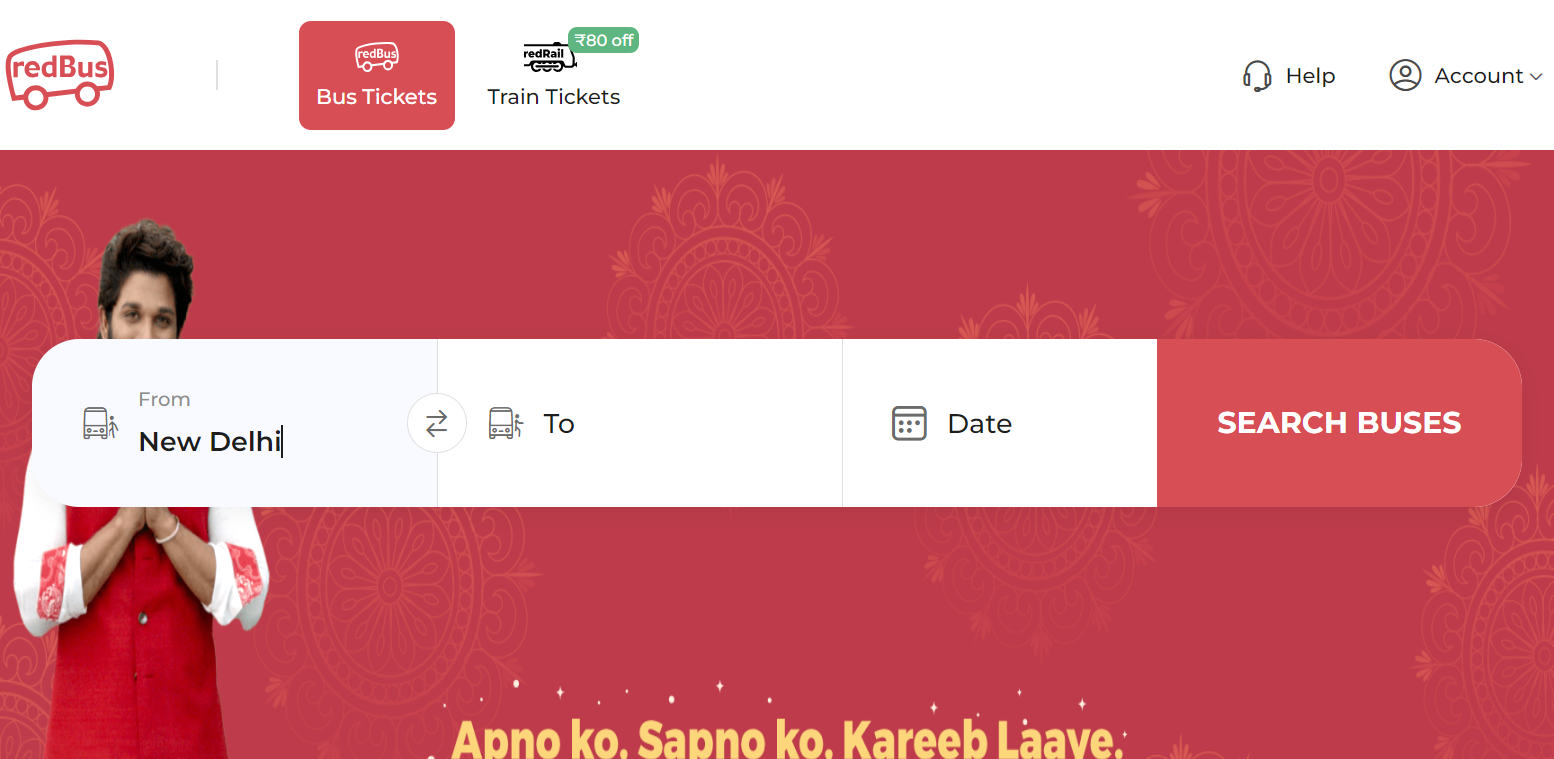 redBus
redBus
Bus Tickets
redRail
₹80 off
Train Tickets
Help
Account
From
New Delhi
To
Date
SEARCH BUSES
Apno ko, Sapno ko, Kareeb Laaye.